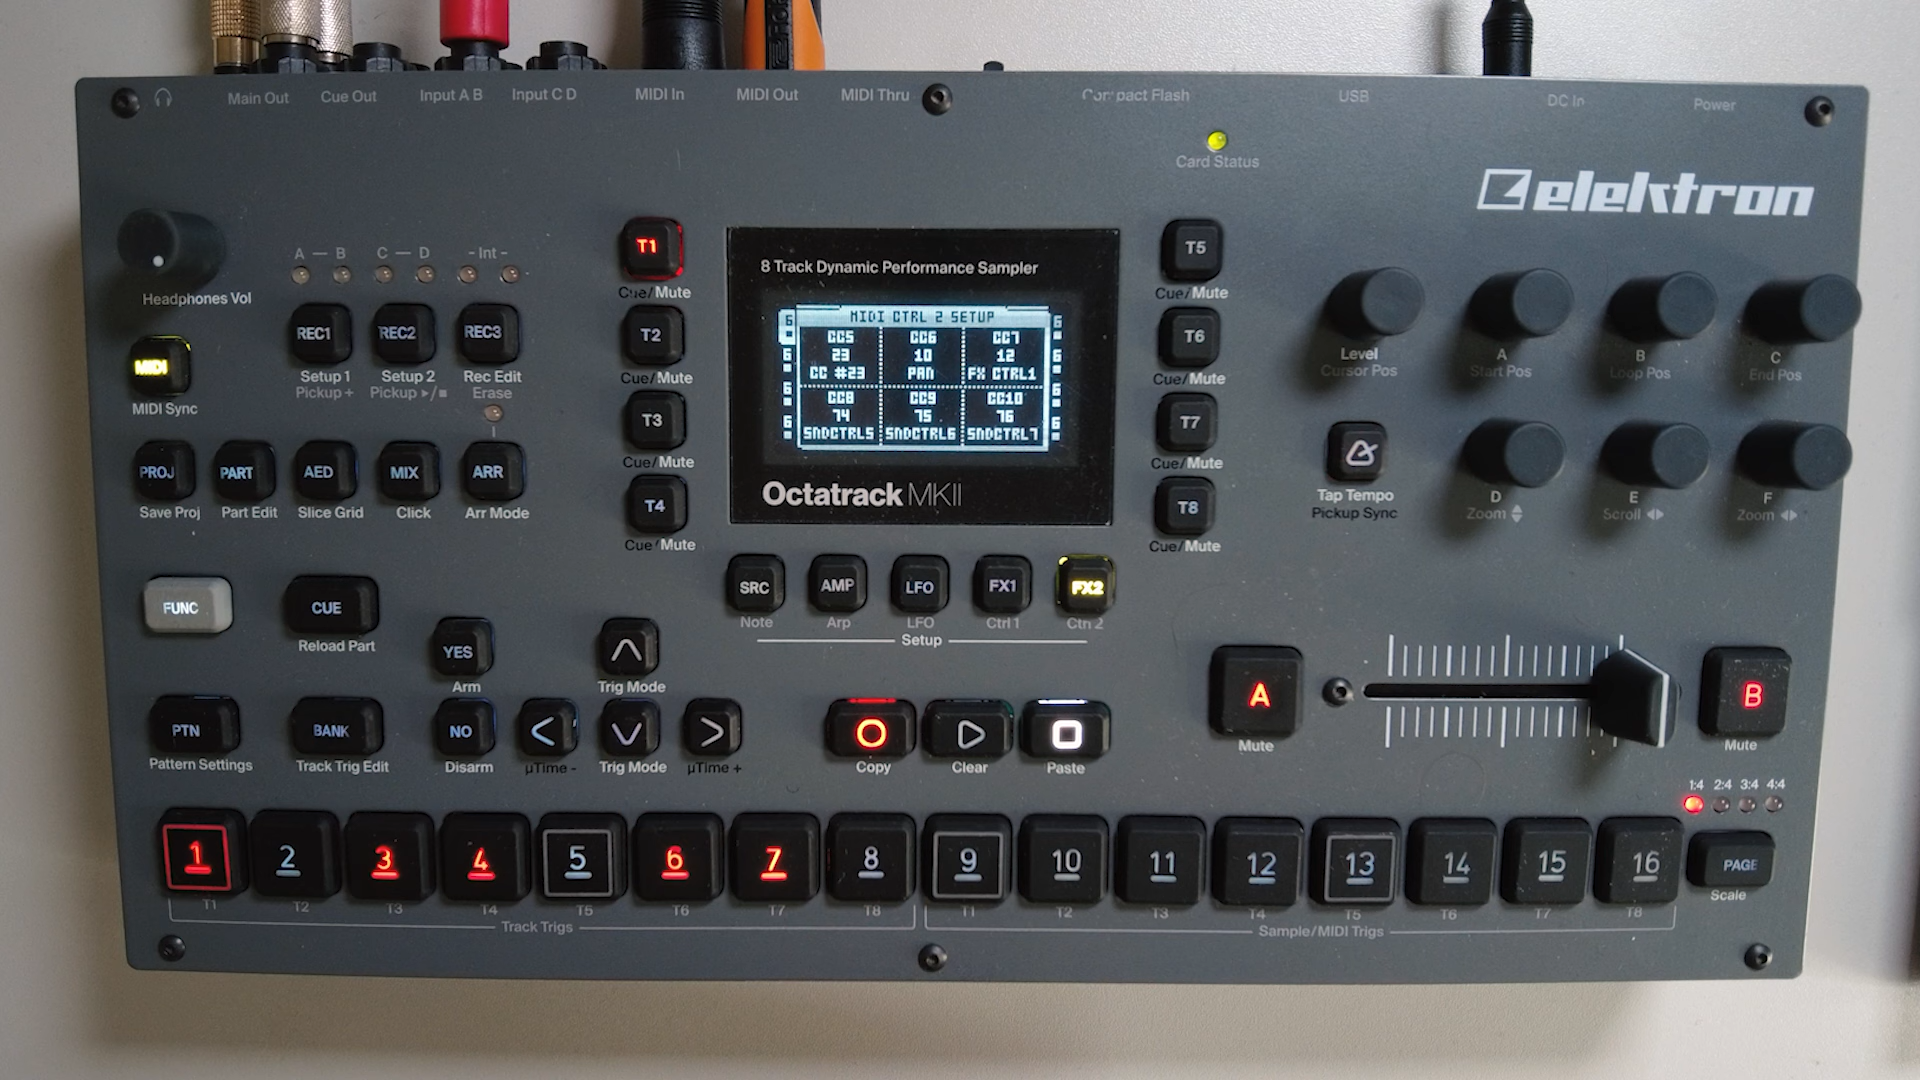 Main Out Cue Out Input A B Input C D MIDI In MIDI Out MIDI Thru Compact Flash USB DC In Power
Card Status
elektron
Headphones Vol
A B C D - Int -
REC1 REC2 REC3
Setup 1 Setup 2 Rec Edit
Pickup + Pickup ▸/■ Erase
MIDI
MIDI Sync
PROJ PART AED MIX ARR
Save Proj Part Edit Slice Grid Click Arr Mode
T1
Cue/Mute
T2
Cue/Mute
T3
Cue/Mute
T4
Cue/Mute
8 Track Dynamic Performance Sampler
MIDI CTRL 2 SETUP
CC5 CC6 CC7
23 10 12
CC #23 PAN FX CTRL1
CC8 CC9 CC10
74 75 76
SNDCTRL5 SNDCTRL6 SNDCTRL7
6
6
6
6
6
6
6
6
Octatrack MKII
T5
Cue/Mute
T6
Cue/Mute
T7
Cue/Mute
T8
Cue/Mute
Level A B C
Cursor Pos Start Pos Loop Pos End Pos
Tap Tempo
Pickup Sync
D E F
Zoom Scroll Zoom
SRC AMP LFO FX1 FX2
Note Arp LFO Ctrl 1 Ctrl 2
Setup
FUNC CUE
Reload Part
YES
Arm Trig Mode
PTN BANK NO
Pattern Settings Track Trig Edit Disarm µTime - Trig Mode µTime +
Copy Clear Paste
A B
Mute Mute
1:4 2:4 3:4 4:4
1 2 3 4 5 6 7 8 9 10 11 12 13 14 15 16 PAGE
T1 T2 T3 T4 T5 T6 T7 T8 T1 T2 T3 T4 T5 T6 T7 T8 Scale
Track Trigs Sample/MIDI Trigs